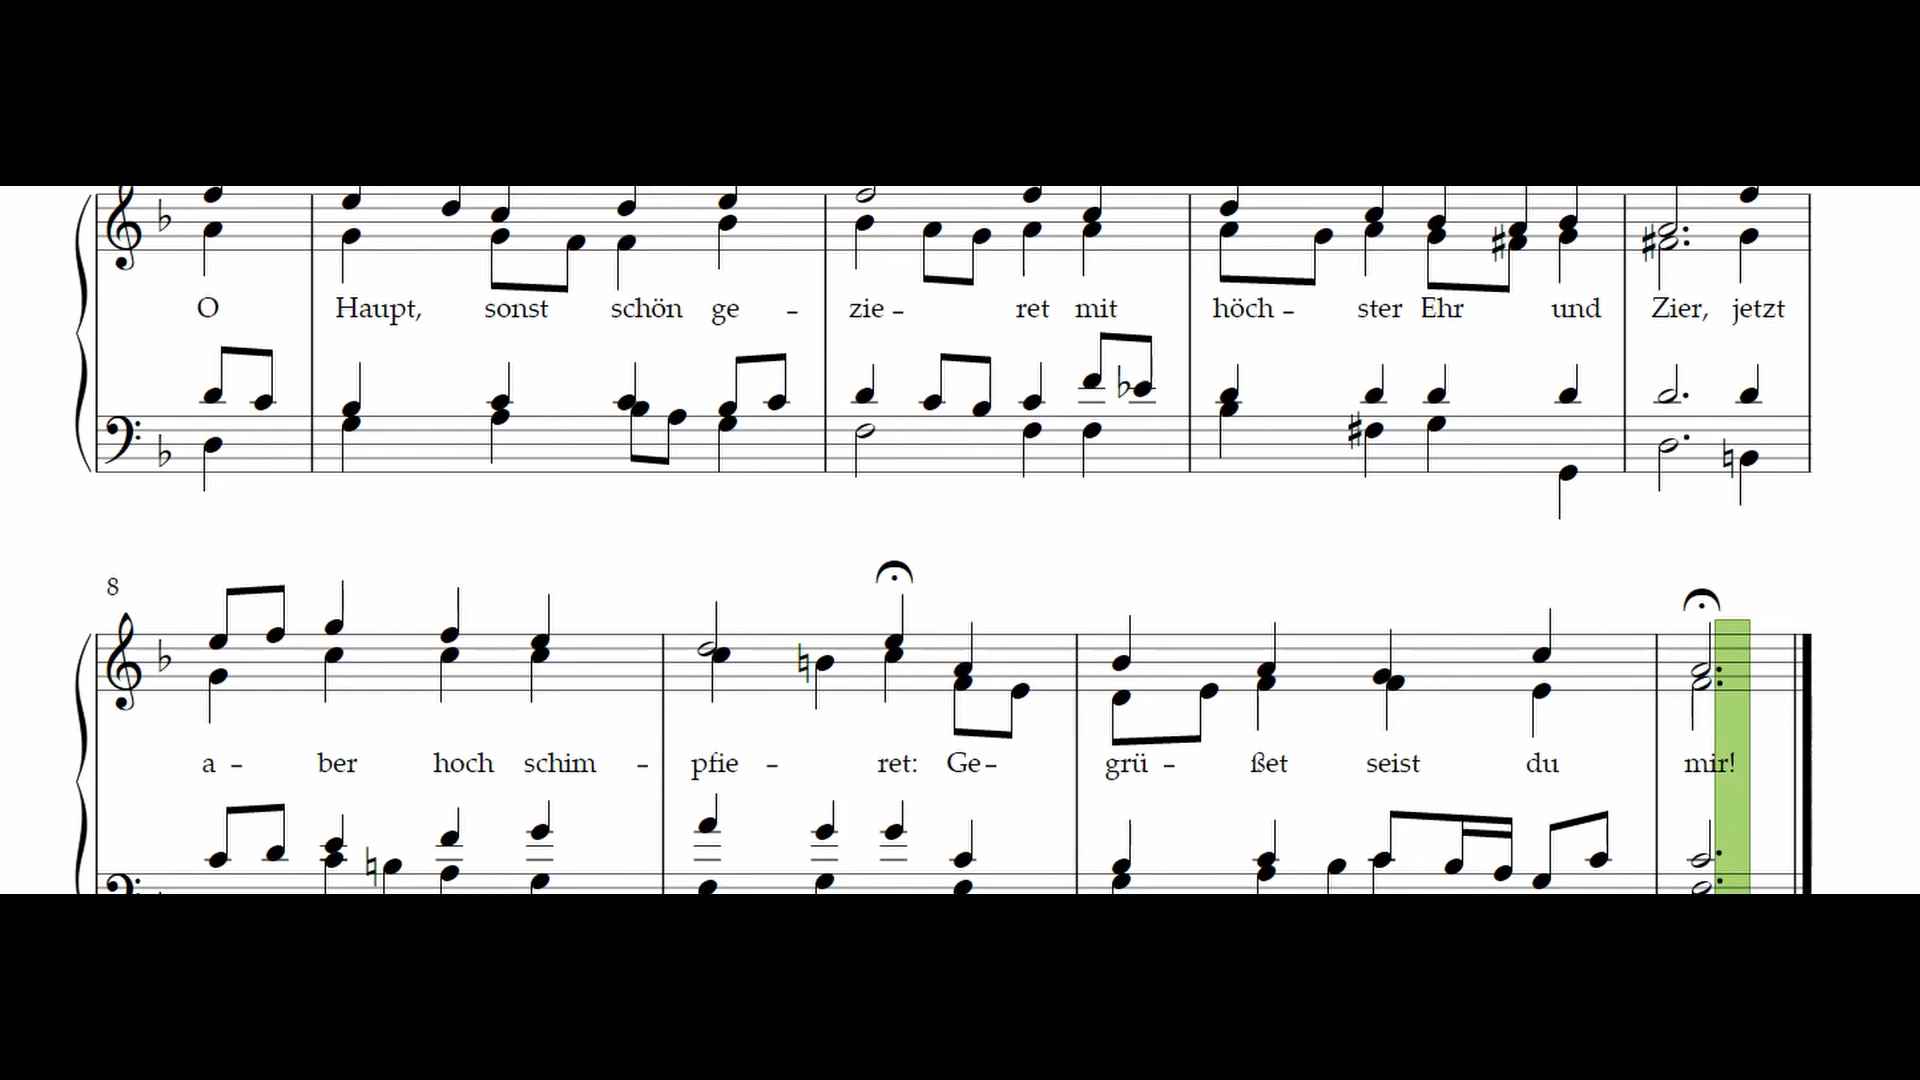 O Haupt, sonst schön ge - zie - ret mit höch - ster Ehr und Zier, jetzt
8
a - ber hoch schim - pfie - ret: Ge - grü - ßet seist du mir!